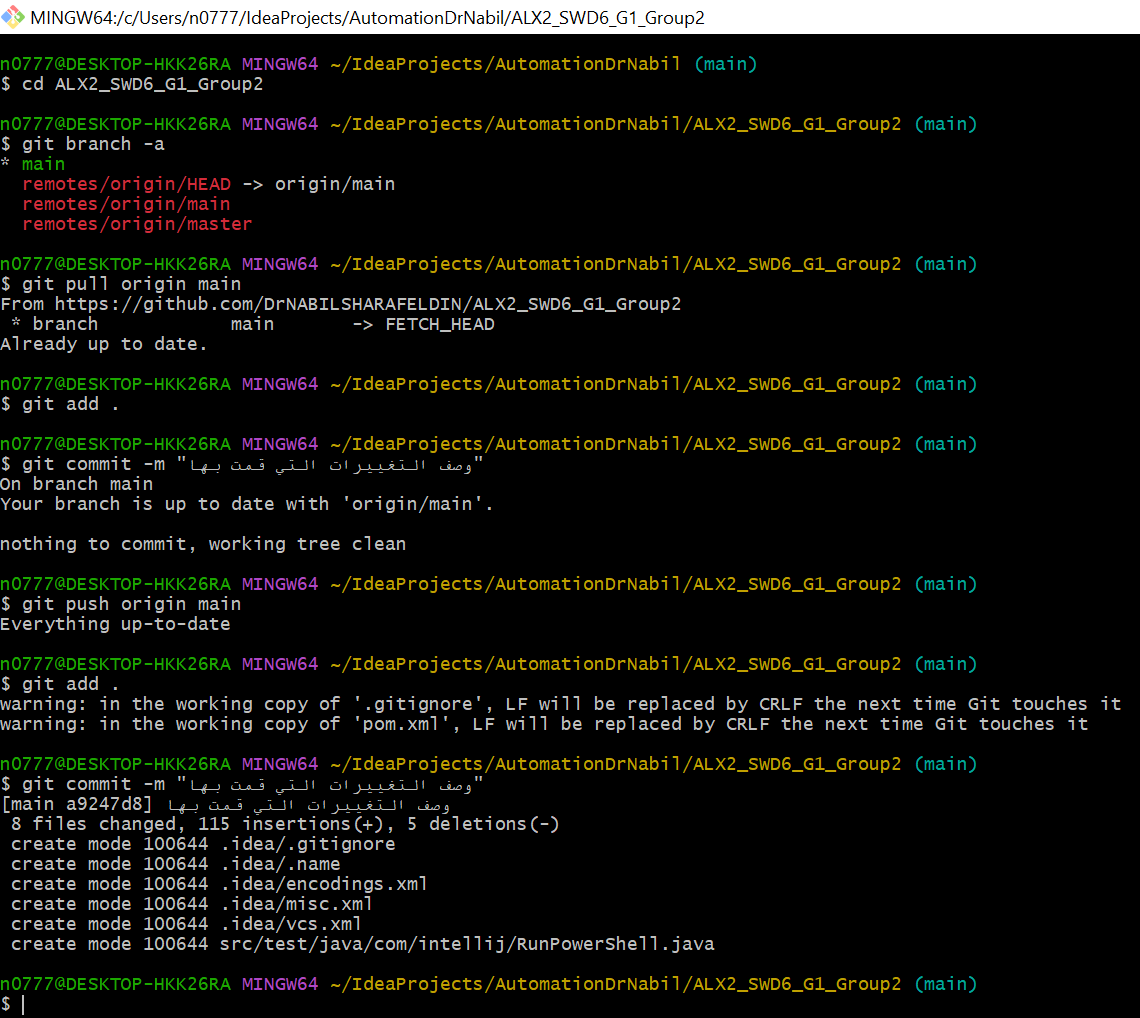 MINGW64:/c/Users/n0777/IdeaProjects/AutomationDrNabil/ALX2_SWD6_G1_Group2
n0777@DESKTOP-HKK26RA MINGW64 ~/IdeaProjects/AutomationDrNabil (main)
$ cd ALX2_SWD6_G1_Group2
n0777@DESKTOP-HKK26RA MINGW64 ~/IdeaProjects/AutomationDrNabil/ALX2_SWD6_G1_Group2 (main)
$ git branch -a
* main
  remotes/origin/HEAD -> origin/main
  remotes/origin/main
  remotes/origin/master
n0777@DESKTOP-HKK26RA MINGW64 ~/IdeaProjects/AutomationDrNabil/ALX2_SWD6_G1_Group2 (main)
$ git pull origin main
From https://github.com/DrNABILSHARAFELDIN/ALX2_SWD6_G1_Group2
 * branch            main       -> FETCH_HEAD
Already up to date.
n0777@DESKTOP-HKK26RA MINGW64 ~/IdeaProjects/AutomationDrNabil/ALX2_SWD6_G1_Group2 (main)
$ git add .
n0777@DESKTOP-HKK26RA MINGW64 ~/IdeaProjects/AutomationDrNabil/ALX2_SWD6_G1_Group2 (main)
$ git commit -m "وصف التغييرات التي قمت بها"
On branch main
Your branch is up to date with 'origin/main'.
nothing to commit, working tree clean
n0777@DESKTOP-HKK26RA MINGW64 ~/IdeaProjects/AutomationDrNabil/ALX2_SWD6_G1_Group2 (main)
$ git push origin main
Everything up-to-date
n0777@DESKTOP-HKK26RA MINGW64 ~/IdeaProjects/AutomationDrNabil/ALX2_SWD6_G1_Group2 (main)
$ git add .
warning: in the working copy of '.gitignore', LF will be replaced by CRLF the next time Git touches it
warning: in the working copy of 'pom.xml', LF will be replaced by CRLF the next time Git touches it
n0777@DESKTOP-HKK26RA MINGW64 ~/IdeaProjects/AutomationDrNabil/ALX2_SWD6_G1_Group2 (main)
$ git commit -m "وصف التغييرات التي قمت بها"
[main a9247d8] وصف التغييرات التي قمت بها
 8 files changed, 115 insertions(+), 5 deletions(-)
 create mode 100644 .idea/.gitignore
 create mode 100644 .idea/.name
 create mode 100644 .idea/encodings.xml
 create mode 100644 .idea/misc.xml
 create mode 100644 .idea/vcs.xml
 create mode 100644 src/test/java/com/intellij/RunPowerShell.java
n0777@DESKTOP-HKK26RA MINGW64 ~/IdeaProjects/AutomationDrNabil/ALX2_SWD6_G1_Group2 (main)
$